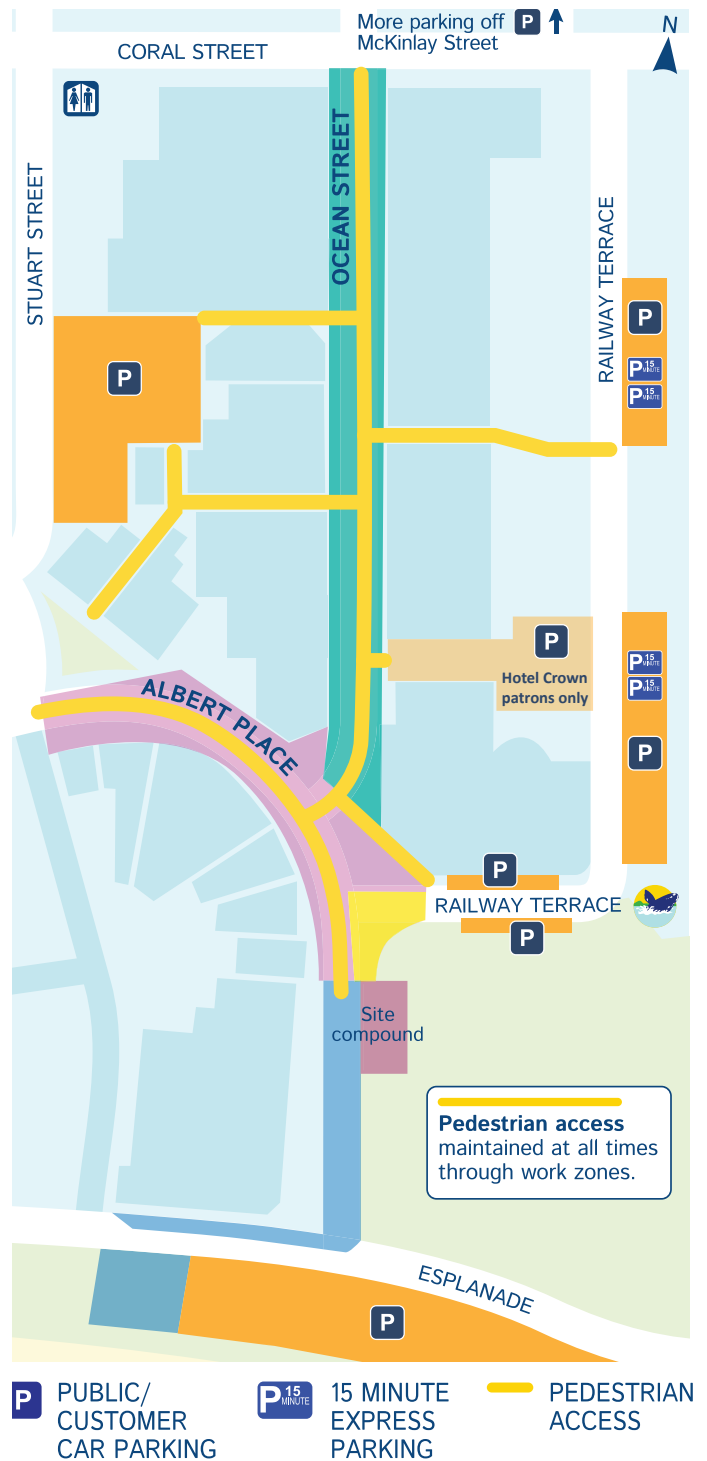 More parking off P
McKinlay Street
N
CORAL STREET
STUART STREET
OCEAN STREET
RAILWAY TERRACE
P
P 15 MINUTE
P 15 MINUTE
P
P
Hotel Crown
patrons only
P 15 MINUTE
P 15 MINUTE
P
ALBERT PLACE
P
RAILWAY TERRACE
P
Site
compound
Pedestrian access
maintained at all times
through work zones.
ESPLANADE
P
P PUBLIC/
CUSTOMER
CAR PARKING
P 15 MINUTE
15 MINUTE
EXPRESS
PARKING
PEDESTRIAN
ACCESS